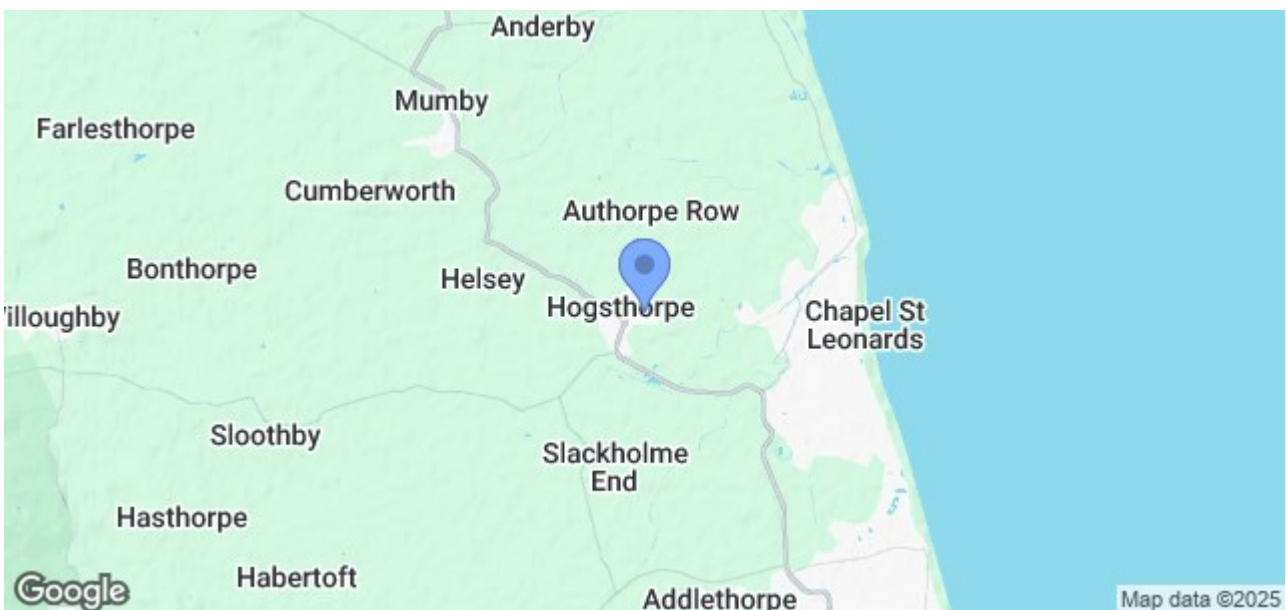 Anderby
Mumby
Farlesthorpe
Cumberworth
Authorpe Row
Bonthorpe
Helsey
Hogsthorpe
illoughby
Chapel St
Leonards
Sloothby
Slackholme
End
Hasthorpe
Habertoft
Addlethorpe
Google
Map data ©2025